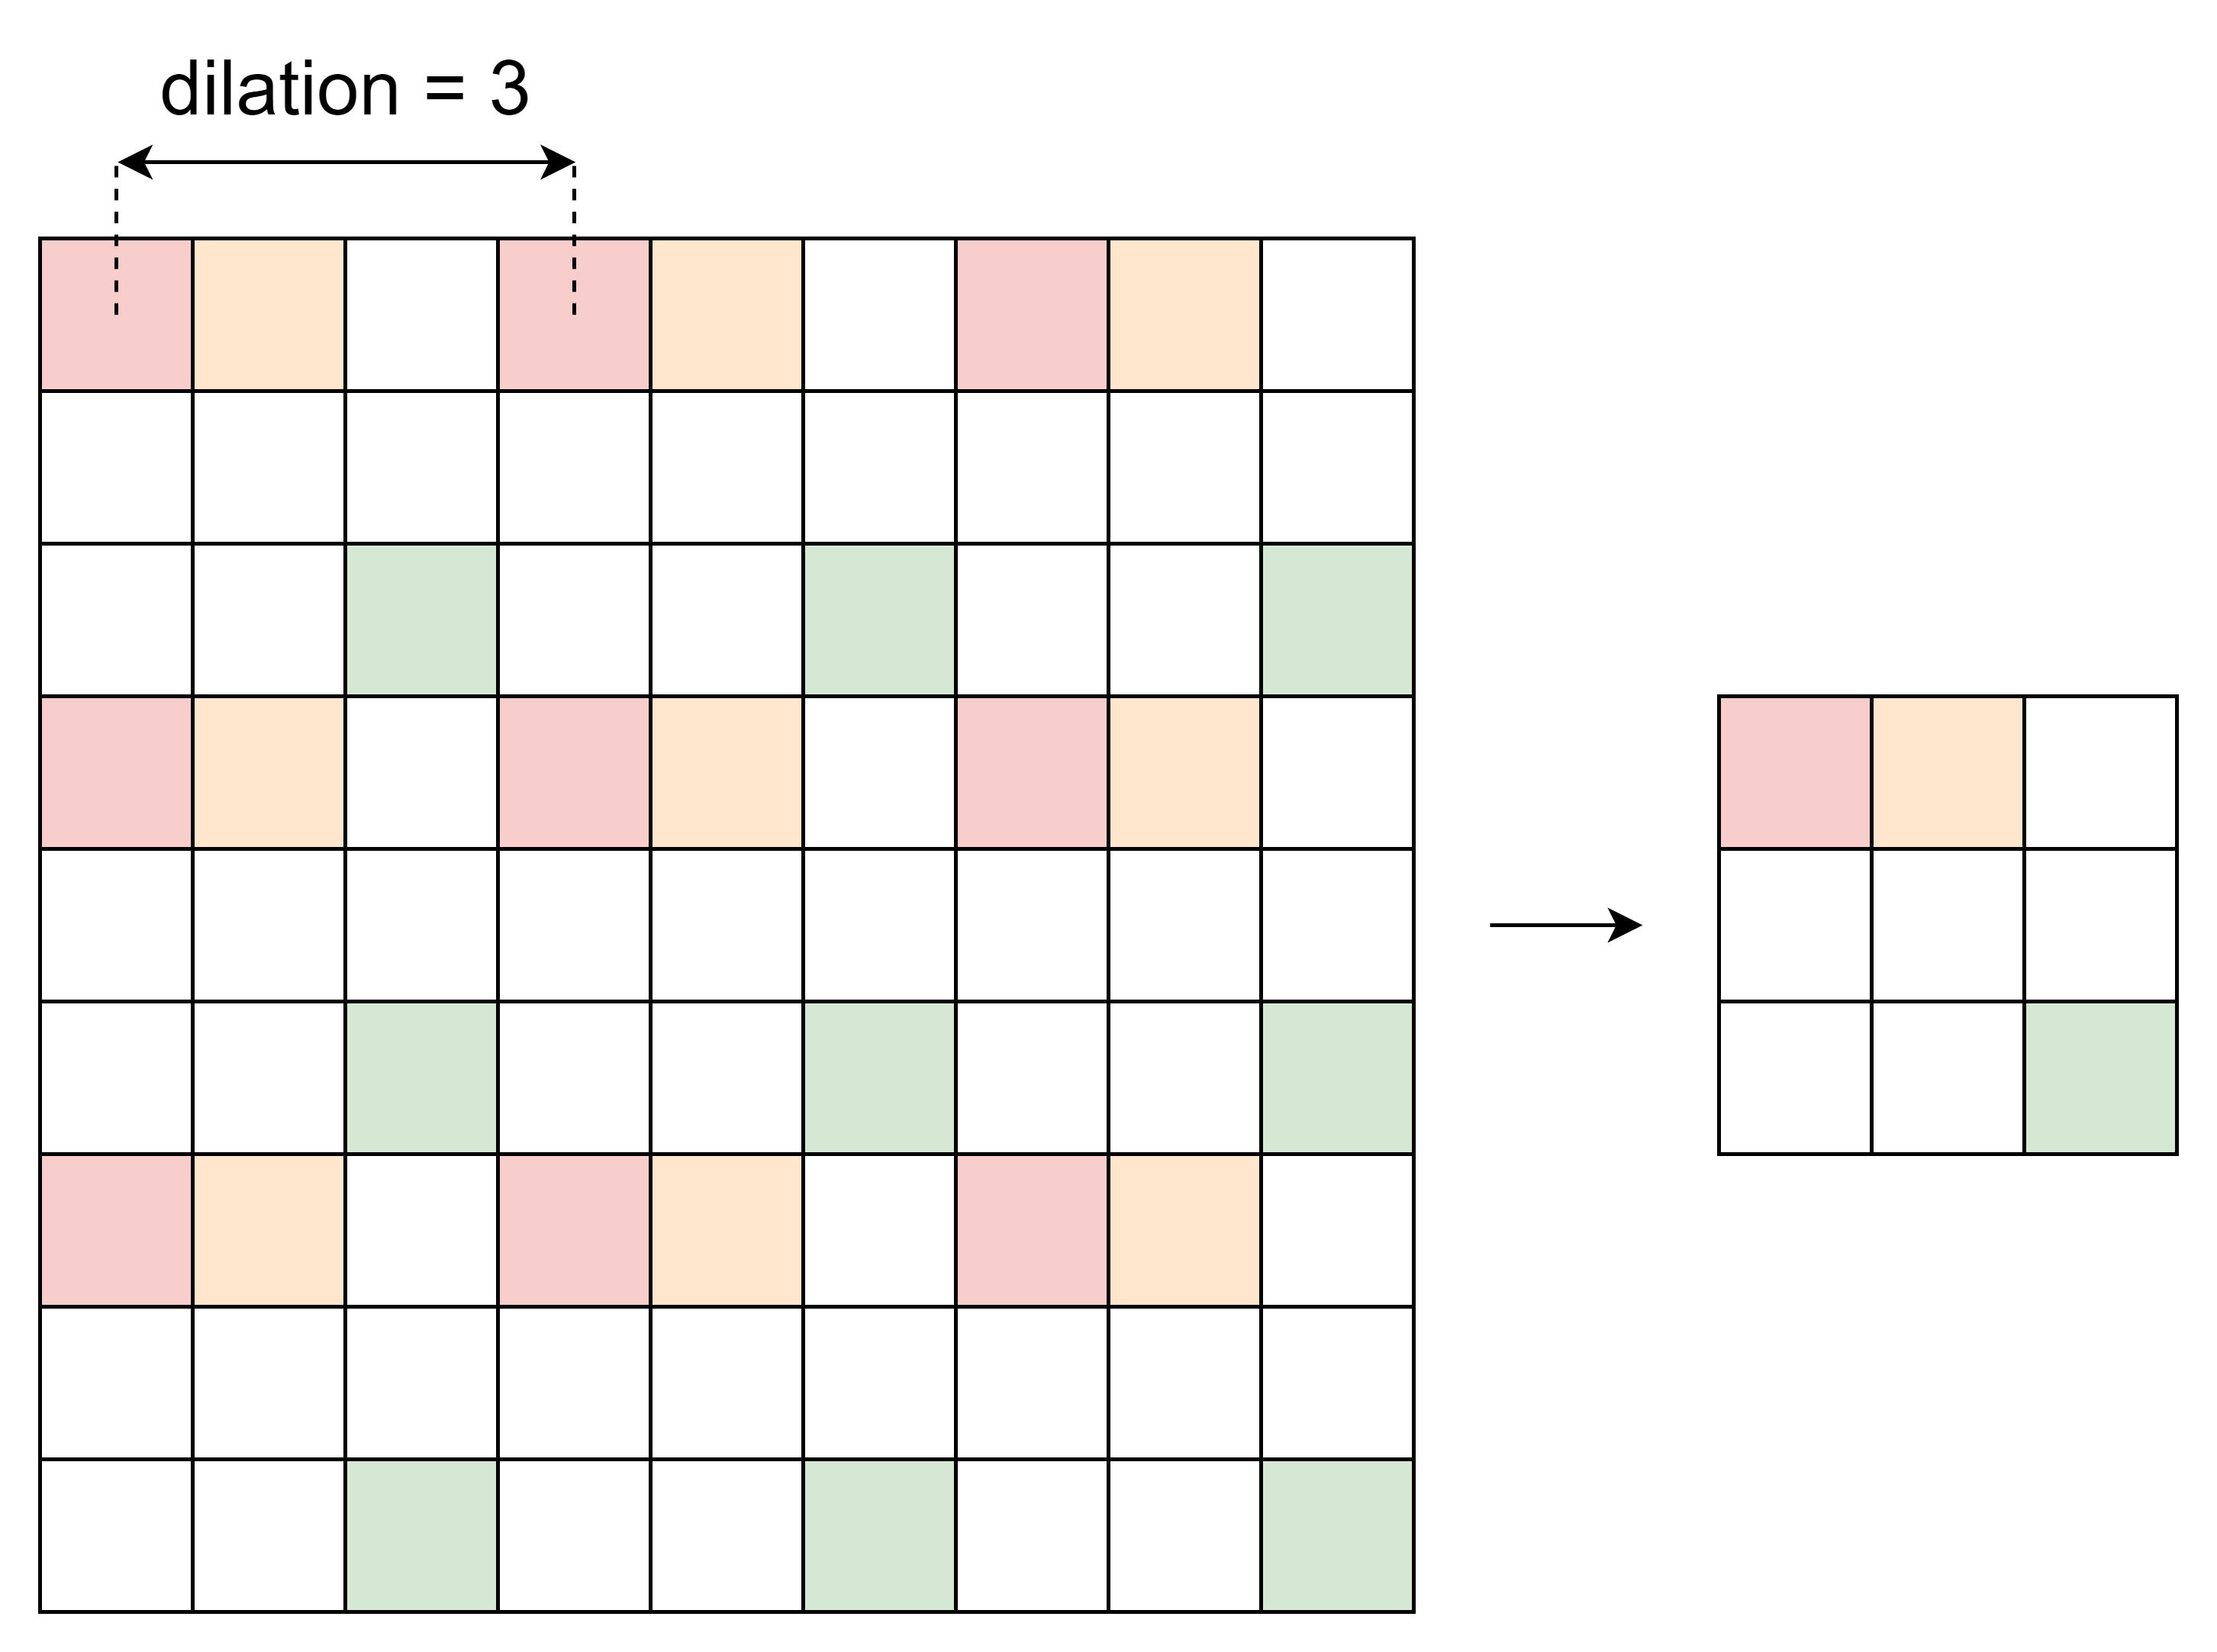 dilation = 3